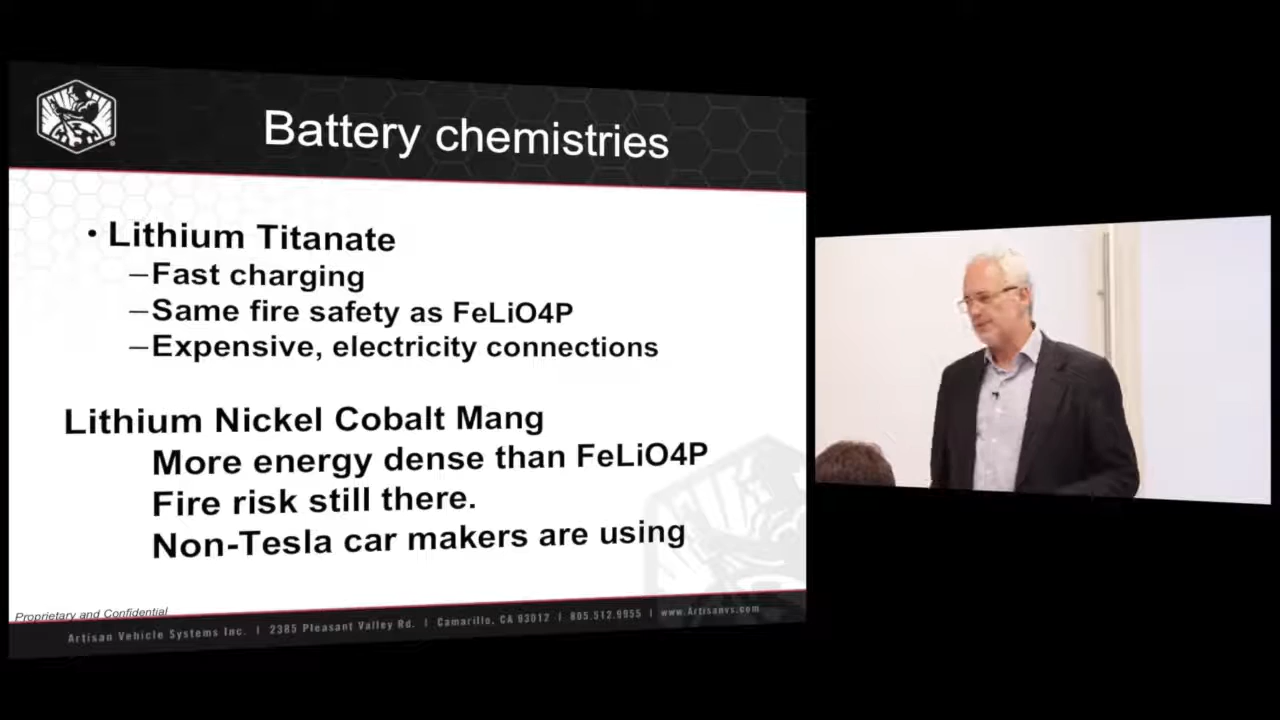 Battery chemistries
• Lithium Titanate
–Fast charging
–Same fire safety as FeLiO4P
–Expensive, electricity connections
Lithium Nickel Cobalt Mang
More energy dense than FeLiO4P
Fire risk still there.
Non-Tesla car makers are using
Proprietary and Confidential
Artisan Vehicle Systems Inc. | 2385 Pleasant Valley Rd. | Camarillo, CA 93012 | 805.512.9955 | www.Artisanvs.com